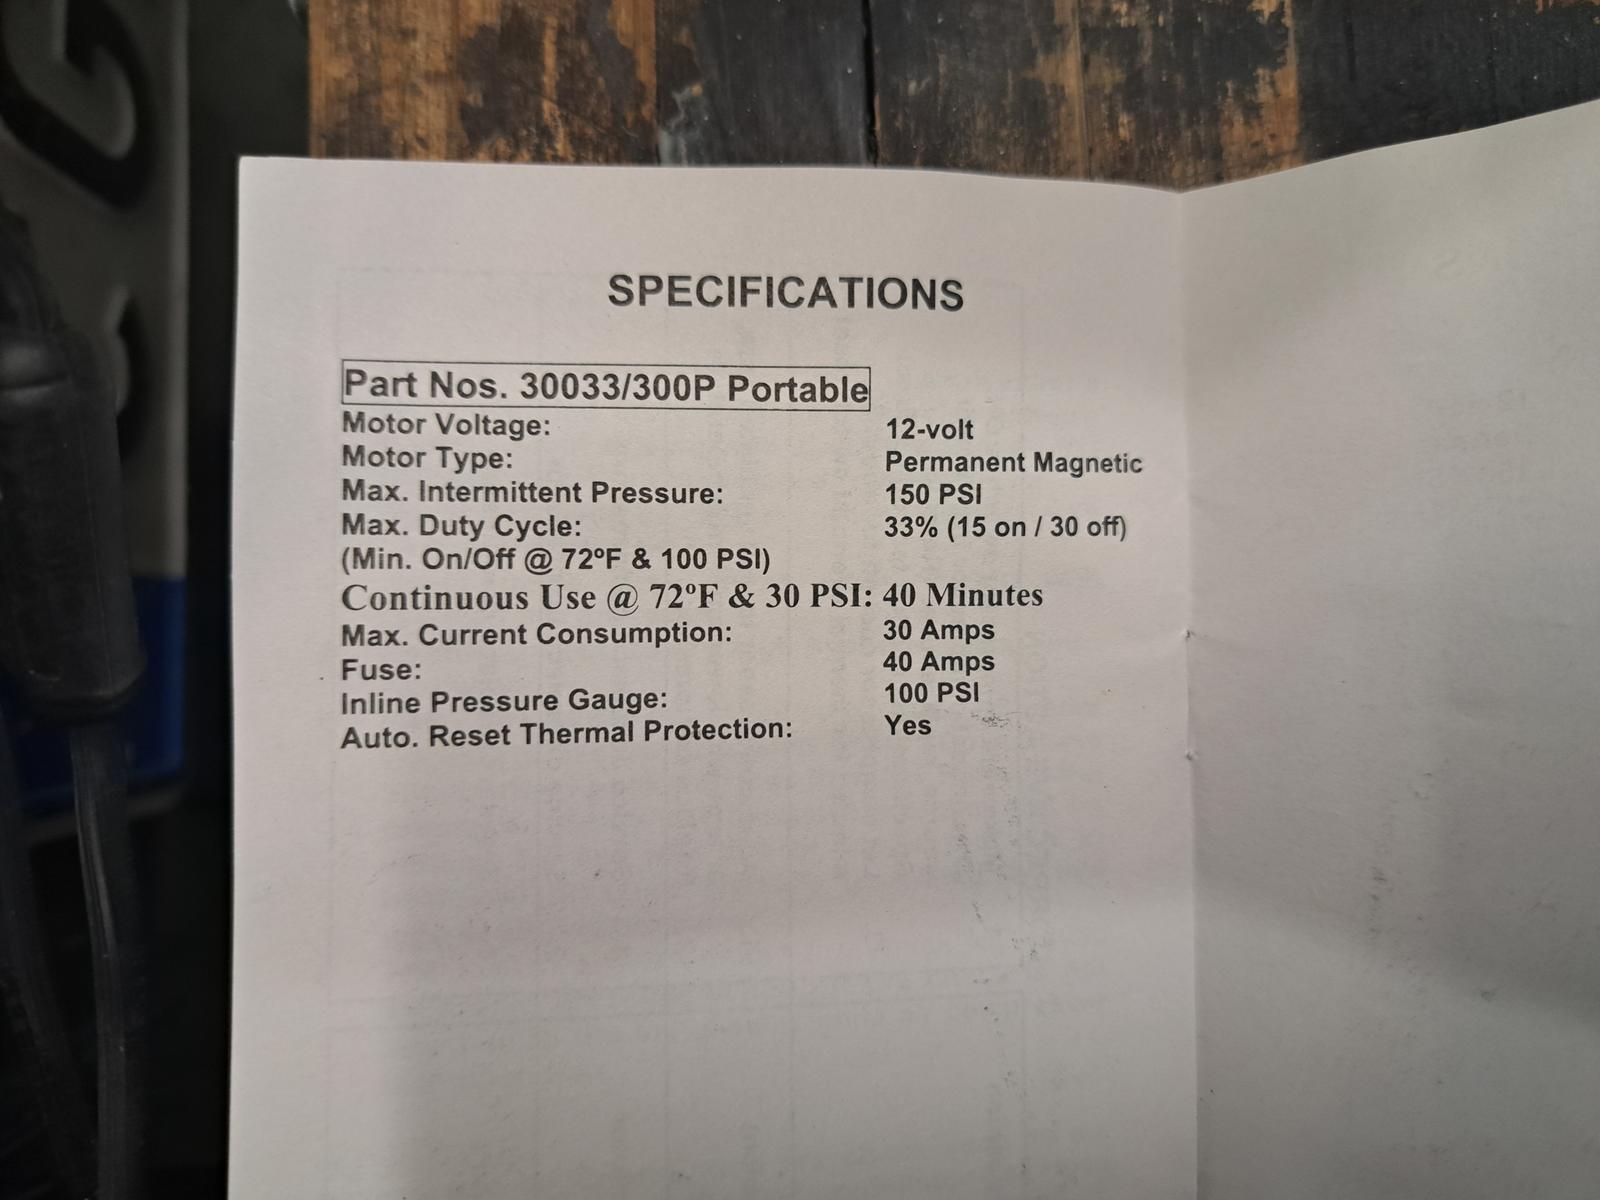 SPECIFICATIONS
Part Nos. 30033/300P Portable
Motor Voltage: 12-volt
Motor Type: Permanent Magnetic
Max. Intermittent Pressure: 150 PSI
Max. Duty Cycle: 33% (15 on / 30 off)
(Min. On/Off @ 72ºF & 100 PSI)
Continuous Use @ 72ºF & 30 PSI: 40 Minutes
Max. Current Consumption: 30 Amps
Fuse: 40 Amps
Inline Pressure Gauge: 100 PSI
Auto. Reset Thermal Protection: Yes